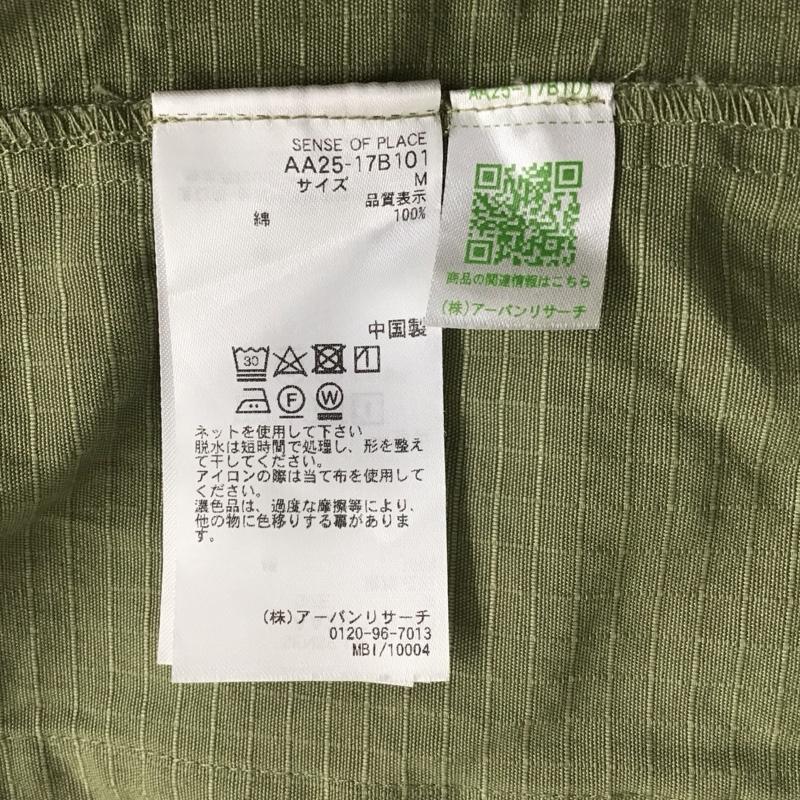 SENSE OF PLACE
AA25-17B101
サイズ M
品質表示
綿 100%
中国製
30
F
W
ネットを使用して下さい
脱水は短時間で処理し、形を整え
て干してください。
アイロンの際は当て布を使用して
ください。
濃色品は、過度な摩擦等により、
他の物に色移りする事がありま
す。
(株)アーバンリサーチ
0120-96-7013
MBI/10004
AA25-17B101
商品の関連情報はこちら
(株)アーバンリサーチ